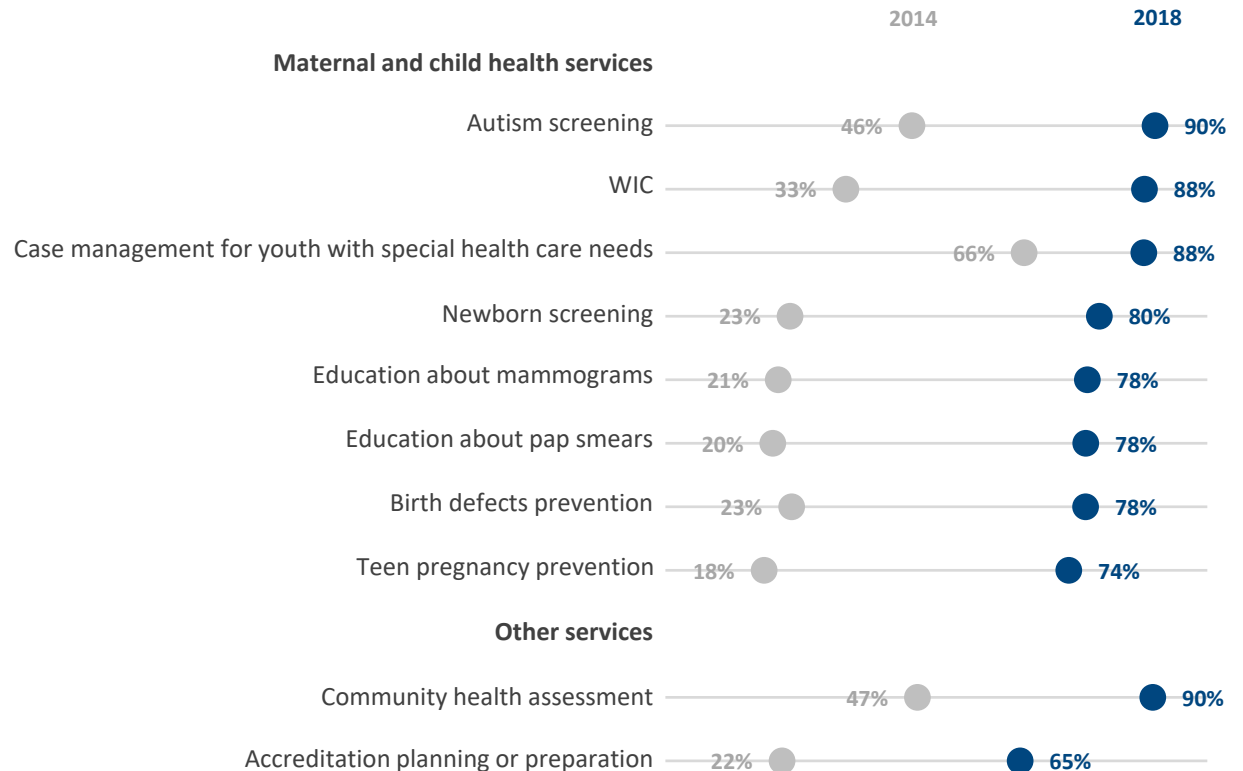 2014 2018
Maternal and child health services
Autism screening 46% 90%
WIC 33% 88%
Case management for youth with special health care needs 66% 88%
Newborn screening 23% 80%
Education about mammograms 21% 78%
Education about pap smears 20% 78%
Birth defects prevention 23% 78%
Teen pregnancy prevention 18% 74%
Other services
Community health assessment 47% 90%
Accreditation planning or preparation 22% 65%